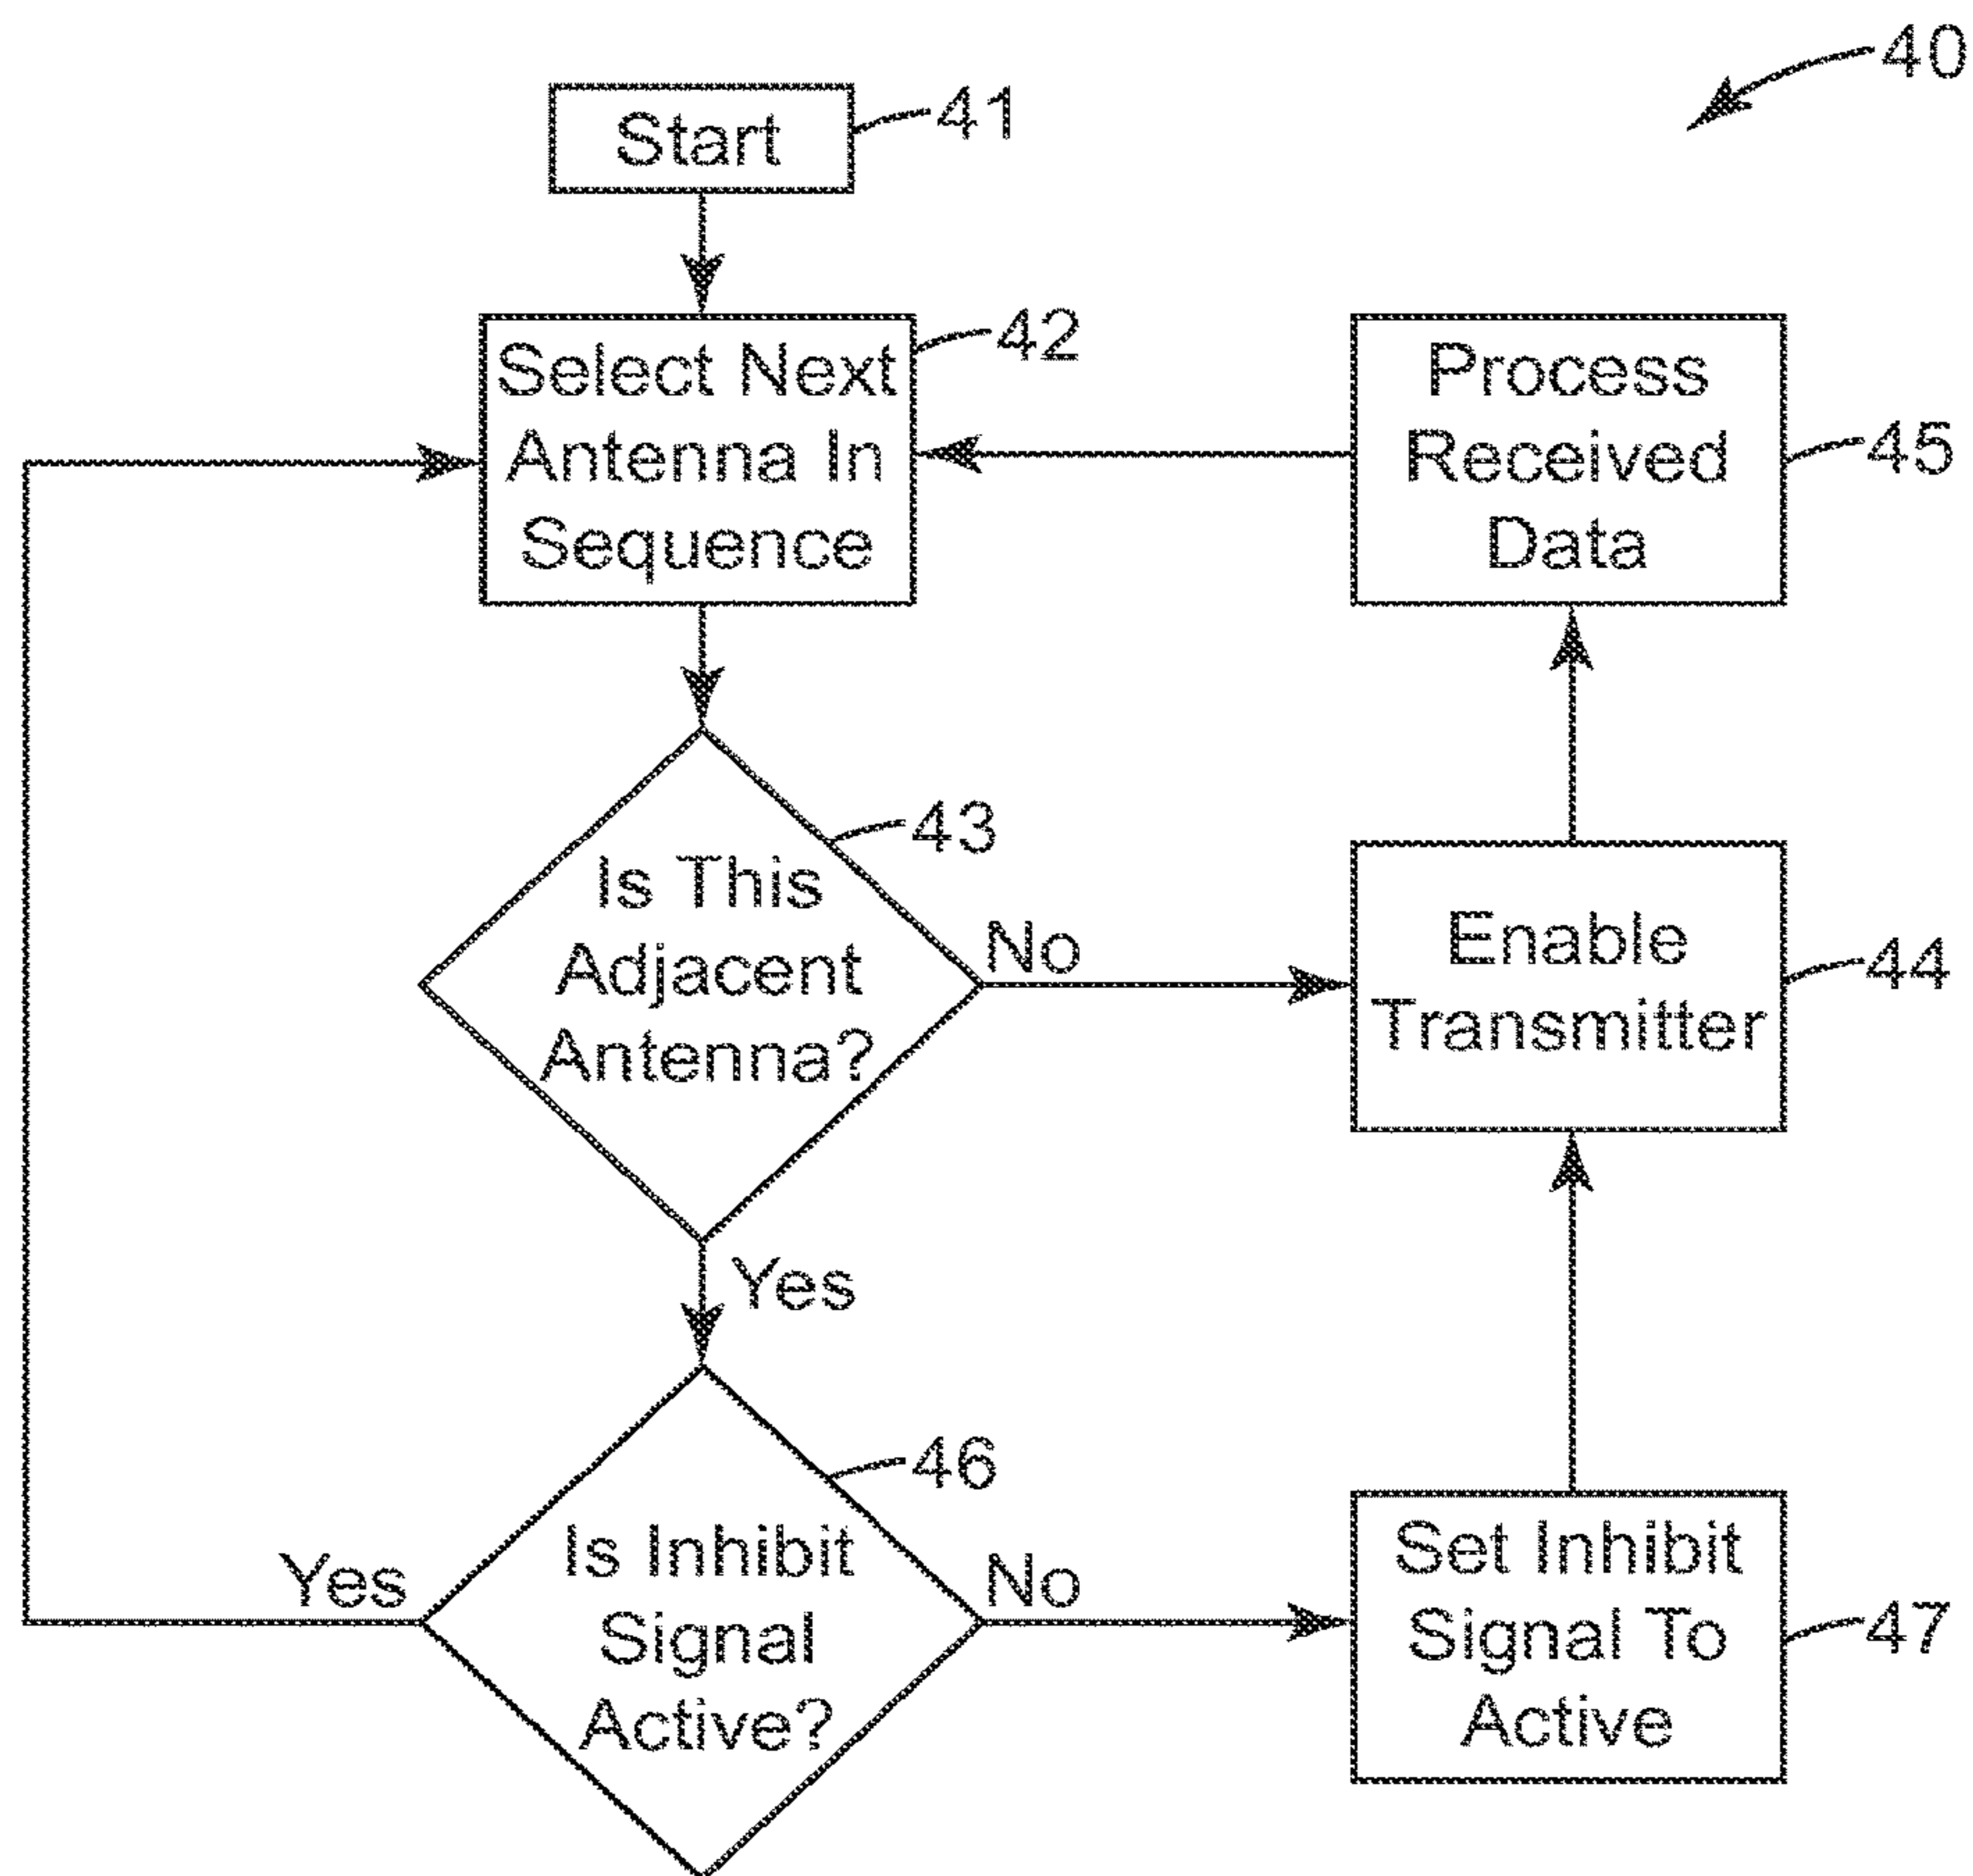 40
Start
41
Select Next
Antenna In
Sequence
42
Process
Received
Data
45
Is This
Adjacent
Antenna?
43
No
Enable
Transmitter
44
Yes
Is Inhibit
Signal
Active?
46
Yes
No
Set Inhibit
Signal To
Active
47